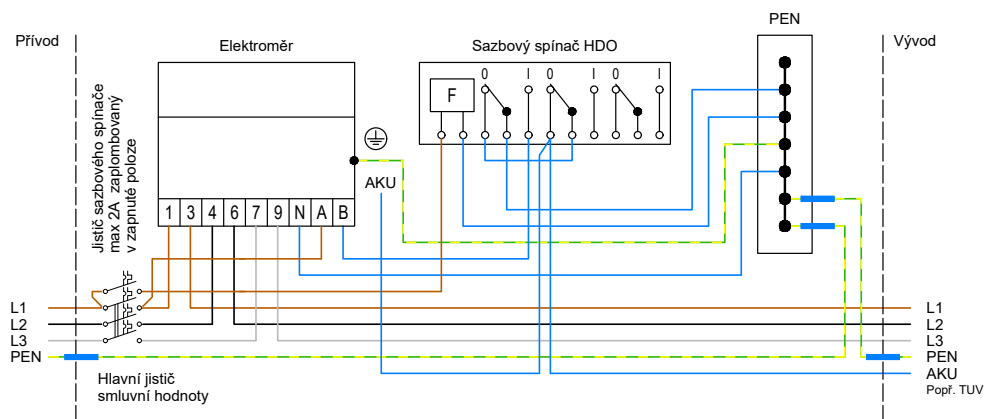 PEN
Přívod
Elektroměr
Sazbový spínač HDO
Vývod
0 I 0 I 0 I
F
Jistič sazbového spínače
max 2A zaplombovaný
v zapnuté poloze
AKU
1 3 4 6 7 9 N A B
L1
L2
L3
PEN
L1
L2
L3
PEN
AKU
Popř. TUV
Hlavní jistič
smluvní hodnoty